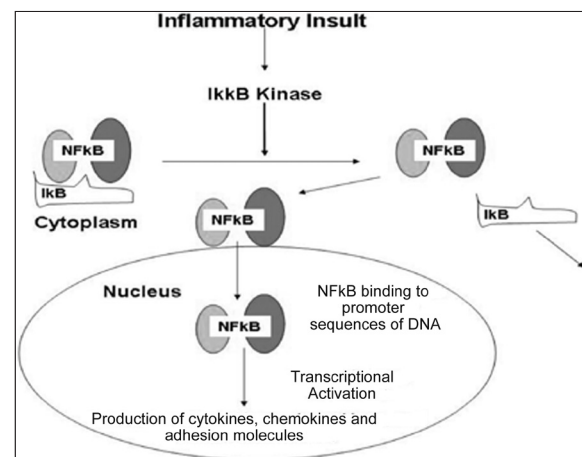 Inflammatory Insult
IkkB Kinase
NFkB
NFkB
IkB
Cytoplasm
IkB
NFkB
Nucleus
NFkB binding to
promoter
sequences of DNA
NFkB
Transcriptional
Activation
Production of cytokines, chemokines and
adhesion molecules